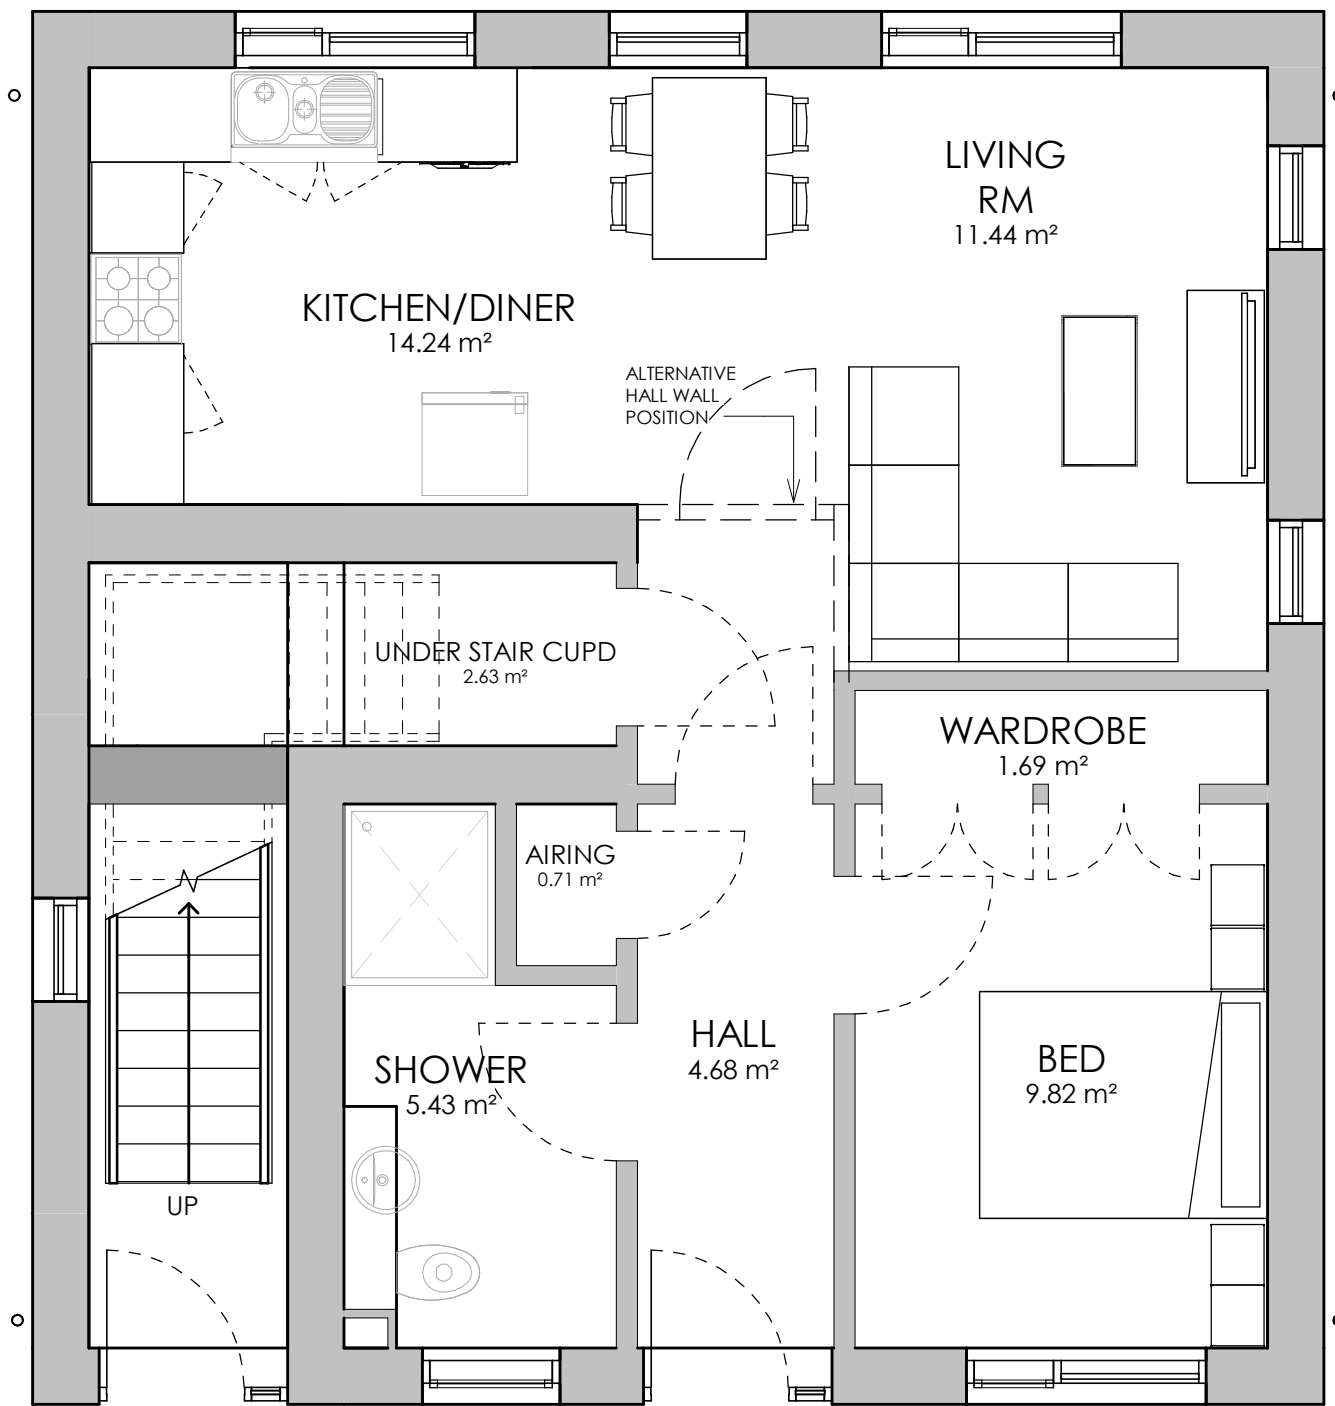 LIVING
RM
11.44 m²
KITCHEN/DINER
14.24 m²
ALTERNATIVE
HALL WALL
POSITION
UNDER STAIR CUPD
2.63 m²
WARDROBE
1.69 m²
AIRING
0.71 m²
HALL
4.68 m²
BED
9.82 m²
SHOWER
5.43 m²
UP